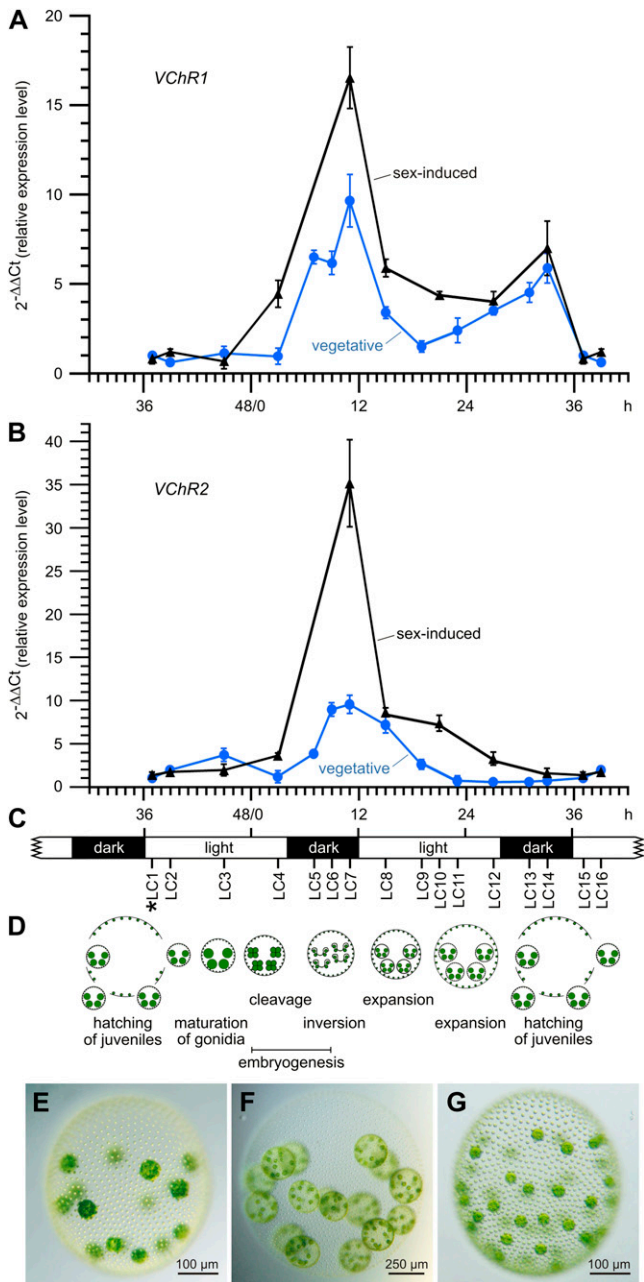 A
VChR1
2-ΔΔCt (relative expression level)
20
15
10
5
0
sex-induced
vegetative
36 48/0 12 24 36 h
B
VChR2
2-ΔΔCt (relative expression level)
40
35
30
25
20
15
10
5
0
sex-induced
vegetative
36 48/0 12 24 36 h
C
dark light dark light dark
LC1 LC2 LC3 LC4 LC5 LC6 LC7 LC8 LC9 LC10 LC11 LC12 LC13 LC14 LC15 LC16
*
D
cleavage expansion
hatching of juveniles
maturation of gonidia
inversion
expansion
hatching of juveniles
embryogenesis
E
100 µm
F
250 µm
G
100 µm